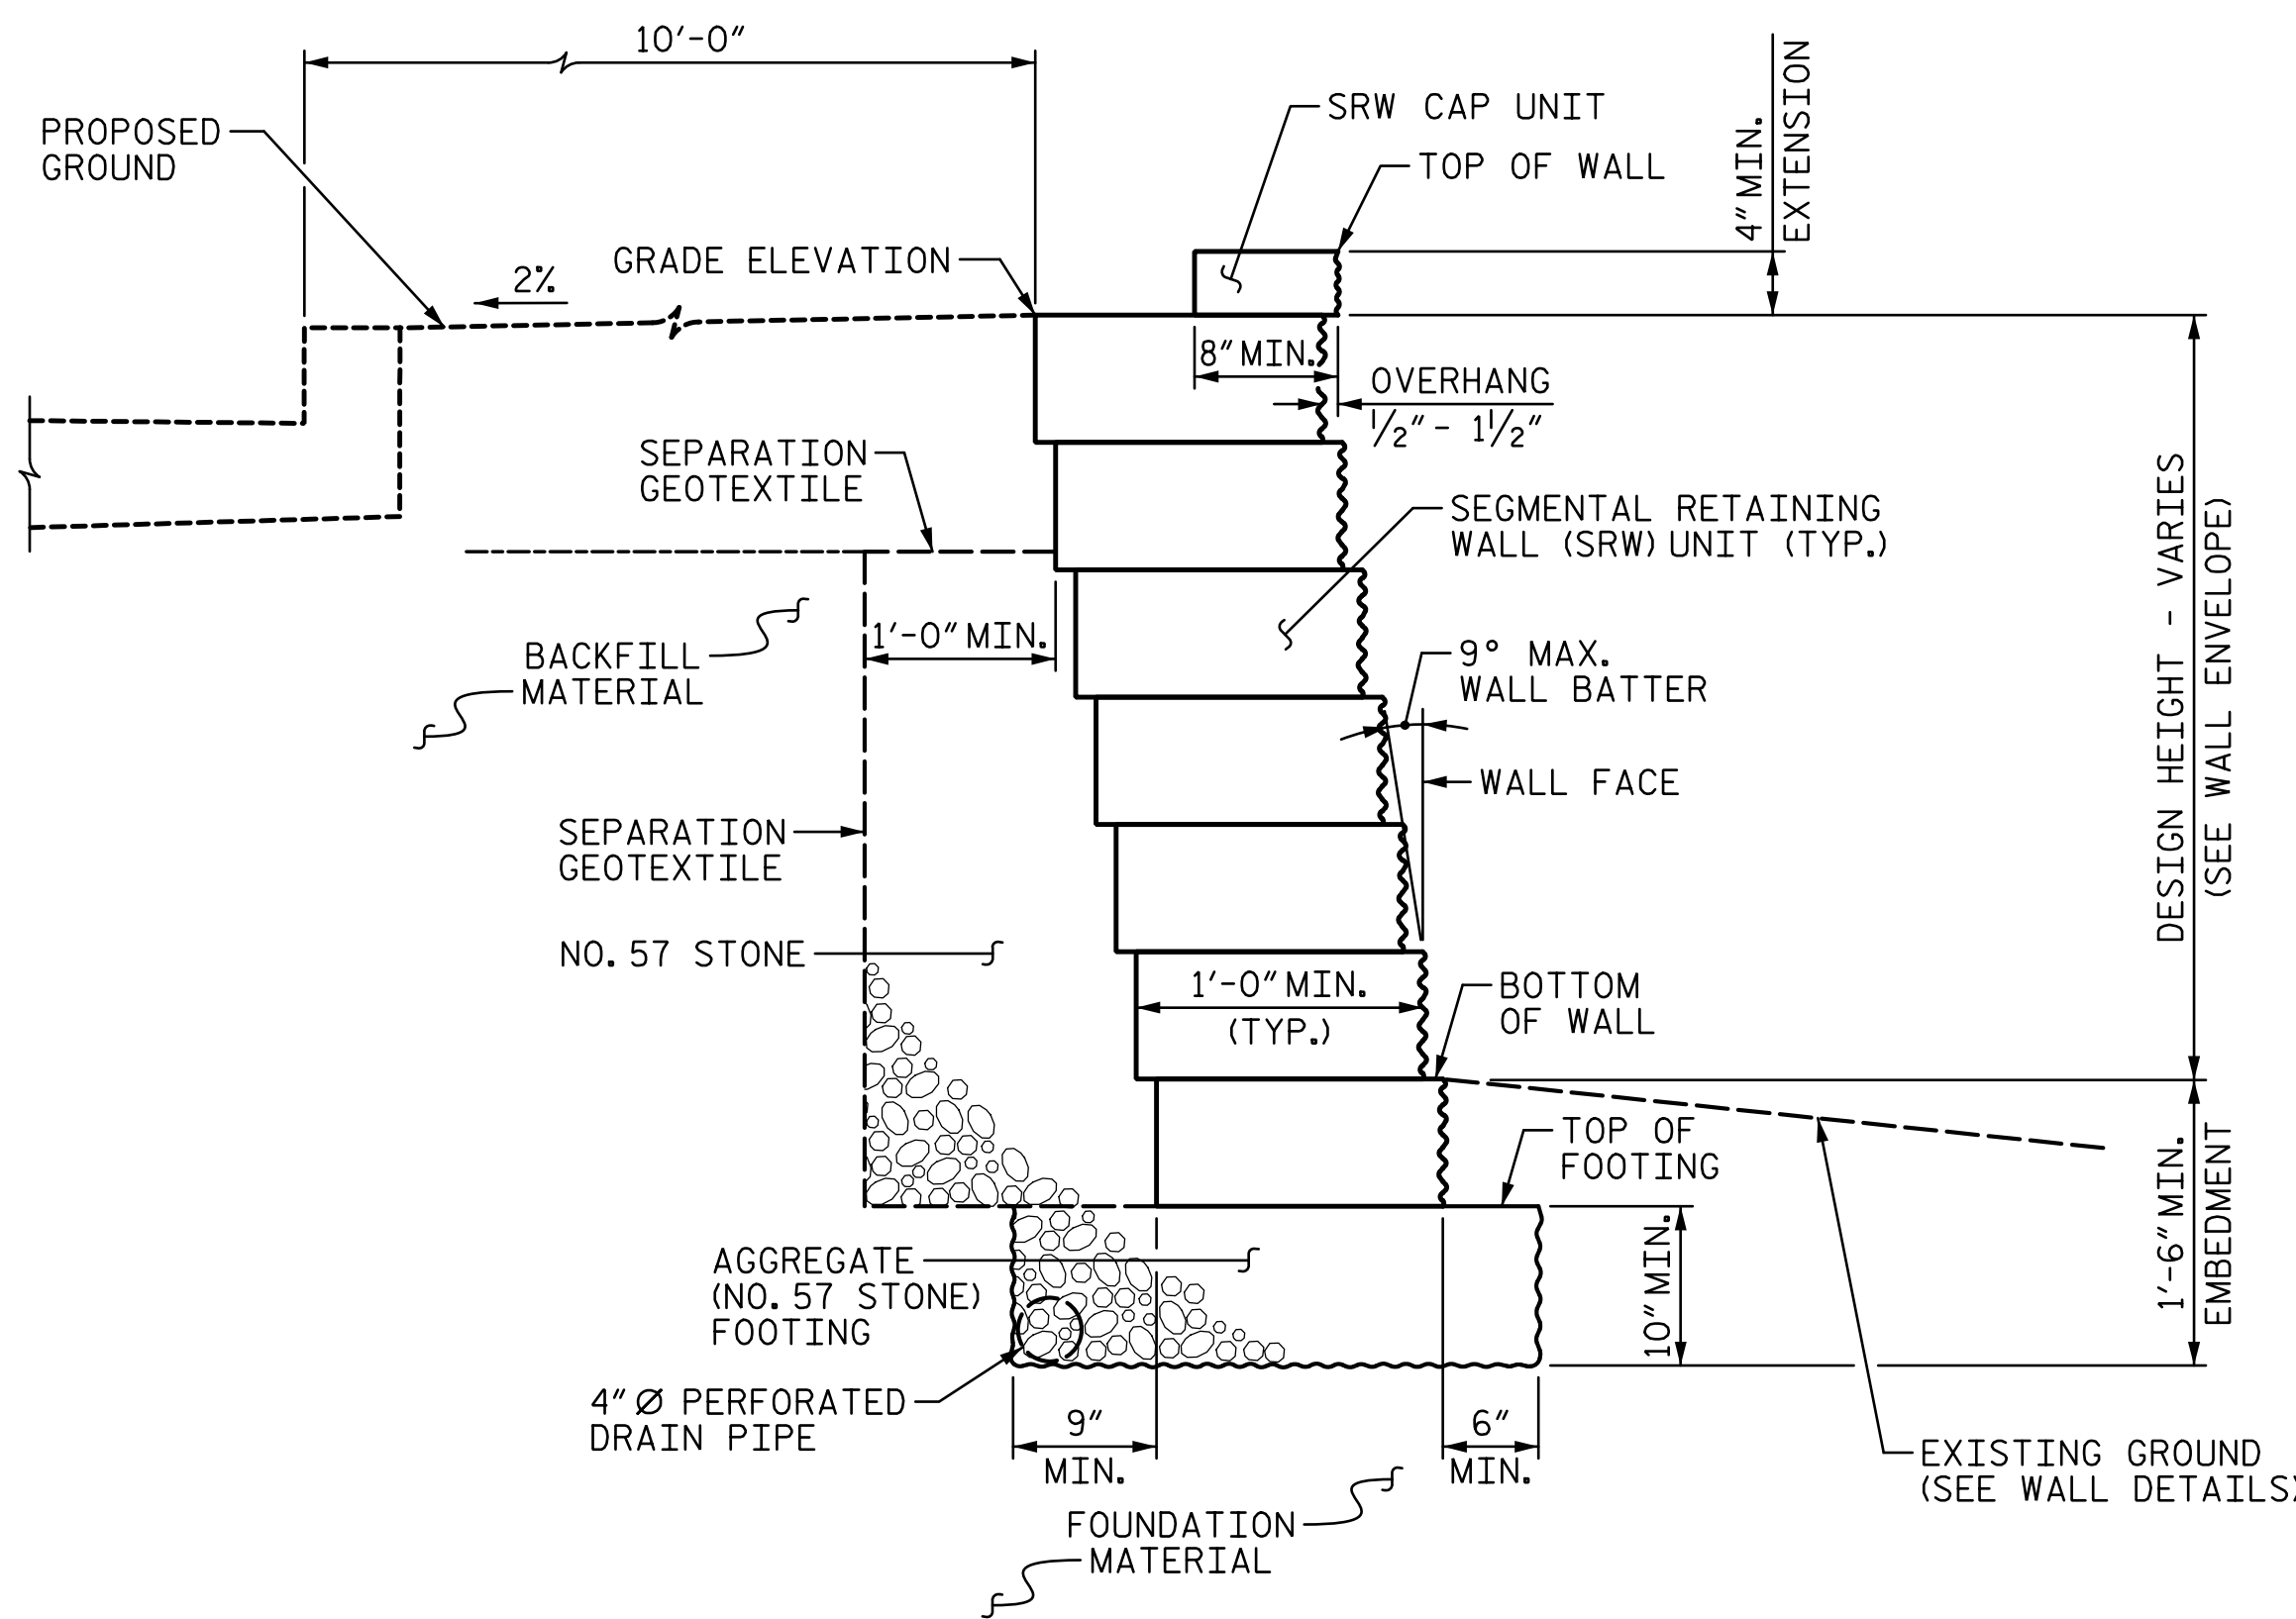 10'-0"
PROPOSED
GROUND
2%
GRADE ELEVATION
SRW CAP UNIT
TOP OF WALL
4" MIN.
EXTENSION
8" MIN.
OVERHANG
1/2" - 1 1/2"
SEPARATION
GEOTEXTILE
SEGMENTAL RETAINING
WALL (SRW) UNIT (TYP.)
BACKFILL
MATERIAL
1'-0" MIN.
9° MAX.
WALL BATTER
WALL FACE
DESIGN HEIGHT - VARIES
(SEE WALL ENVELOPE)
SEPARATION
GEOTEXTILE
NO. 57 STONE
1'-0" MIN.
(TYP.)
BOTTOM
OF WALL
TOP OF
FOOTING
1'-6" MIN.
EMBEDMENT
10" MIN.
AGGREGATE
(NO. 57 STONE)
FOOTING
4" Ø PERFORATED
DRAIN PIPE
9"
MIN.
6"
MIN.
EXISTING GROUND
(SEE WALL DETAILS)
FOUNDATION
MATERIAL